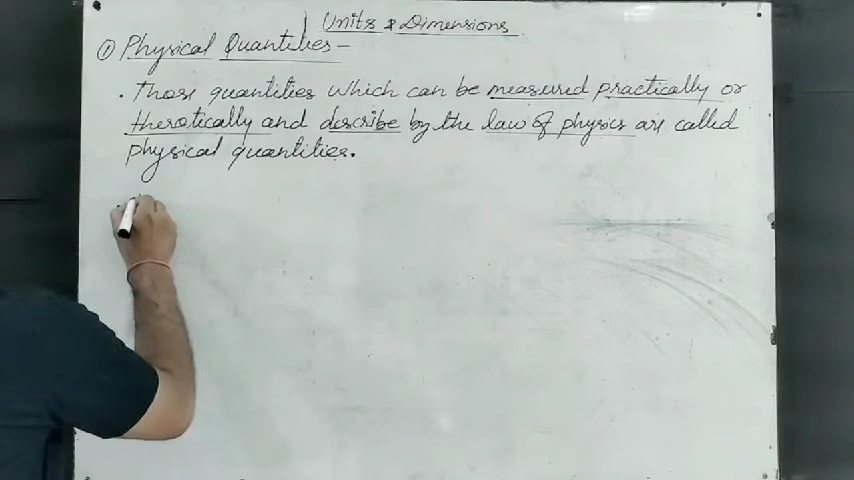 Units & Dimensions
① Physical Quantities -
. Those quantities which can be measured practically or
therotically and describe by the law of physics are called
physical quantities.